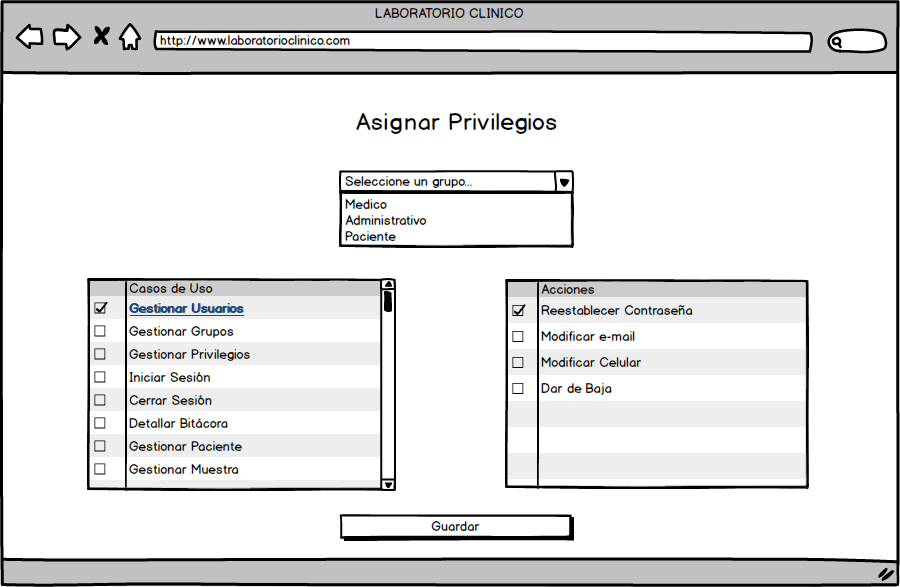 LABORATORIO CLINICO
http://www.laboratorioclinico.com
Asignar Privilegios
Seleccione un grupo...
Medico
Administrativo
Paciente
Casos de Uso
Gestionar Usuarios
Gestionar Grupos
Gestionar Privilegios
Iniciar Sesión
Cerrar Sesión
Detallar Bitácora
Gestionar Paciente
Gestionar Muestra
Acciones
Reestablecer Contraseña
Modificar e-mail
Modificar Celular
Dar de Baja
Guardar